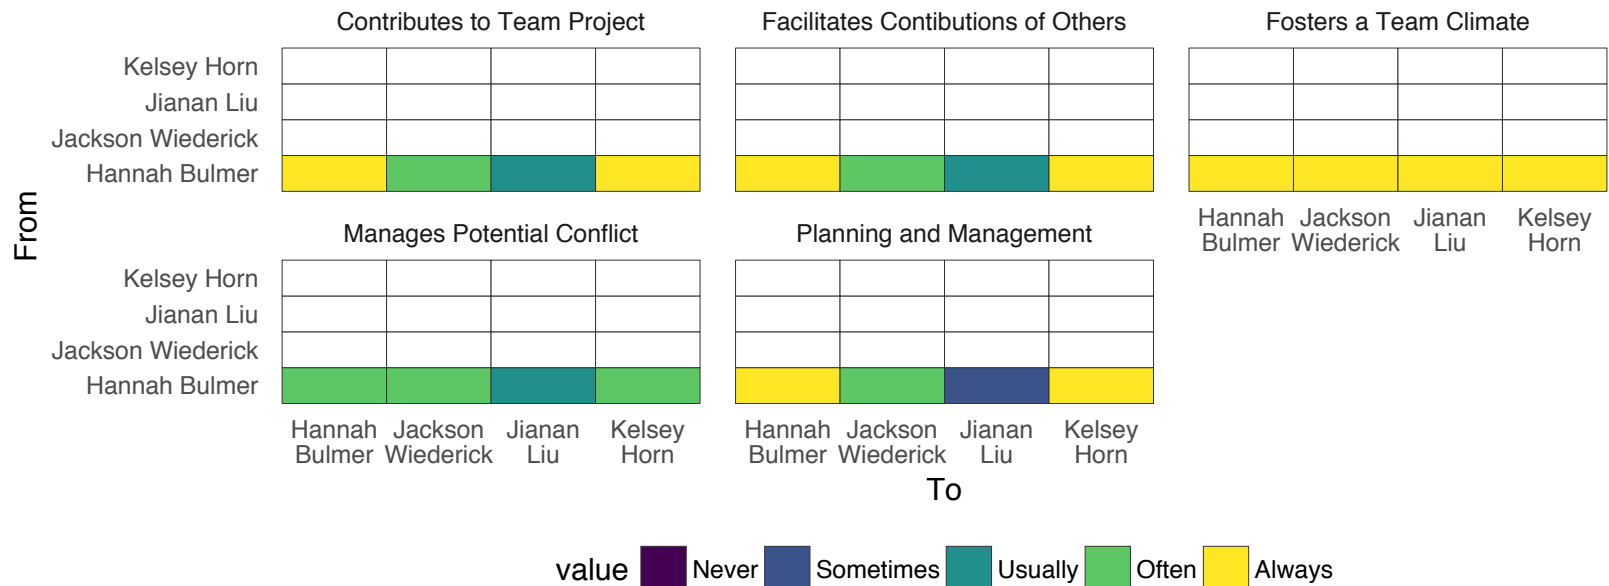 Contributes to Team Project
Facilitates Contibutions of Others
Fosters a Team Climate
Kelsey Horn
Jianan Liu
Jackson Wiederick
Hannah Bulmer
Hannah Bulmer
Jackson Wiederick
Jianan Liu
Kelsey Horn
From
Manages Potential Conflict
Planning and Management
Kelsey Horn
Jianan Liu
Jackson Wiederick
Hannah Bulmer
Hannah Bulmer
Jackson Wiederick
Jianan Liu
Kelsey Horn
Hannah Bulmer
Jackson Wiederick
Jianan Liu
Kelsey Horn
To
value Never Sometimes Usually Often Always